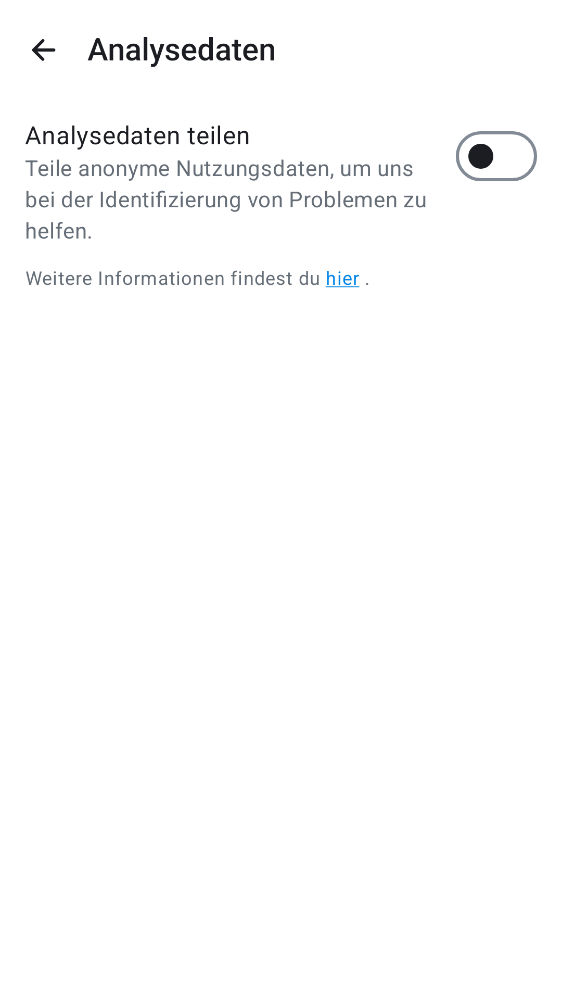 Analysedaten
Analysedaten teilen
Teile anonyme Nutzungsdaten, um uns
bei der Identifizierung von Problemen zu
helfen.
Weitere Informationen findest du hier .